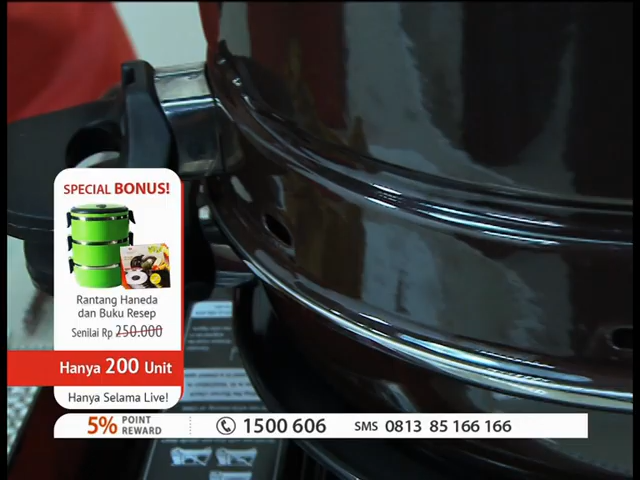 SPECIAL BONUS!
Rantang Haneda
dan Buku Resep
Senilai Rp 250.000
Hanya 200 Unit
Hanya Selama Live!
5% POINT
REWARD
1500 606
SMS 0813 85 166 166